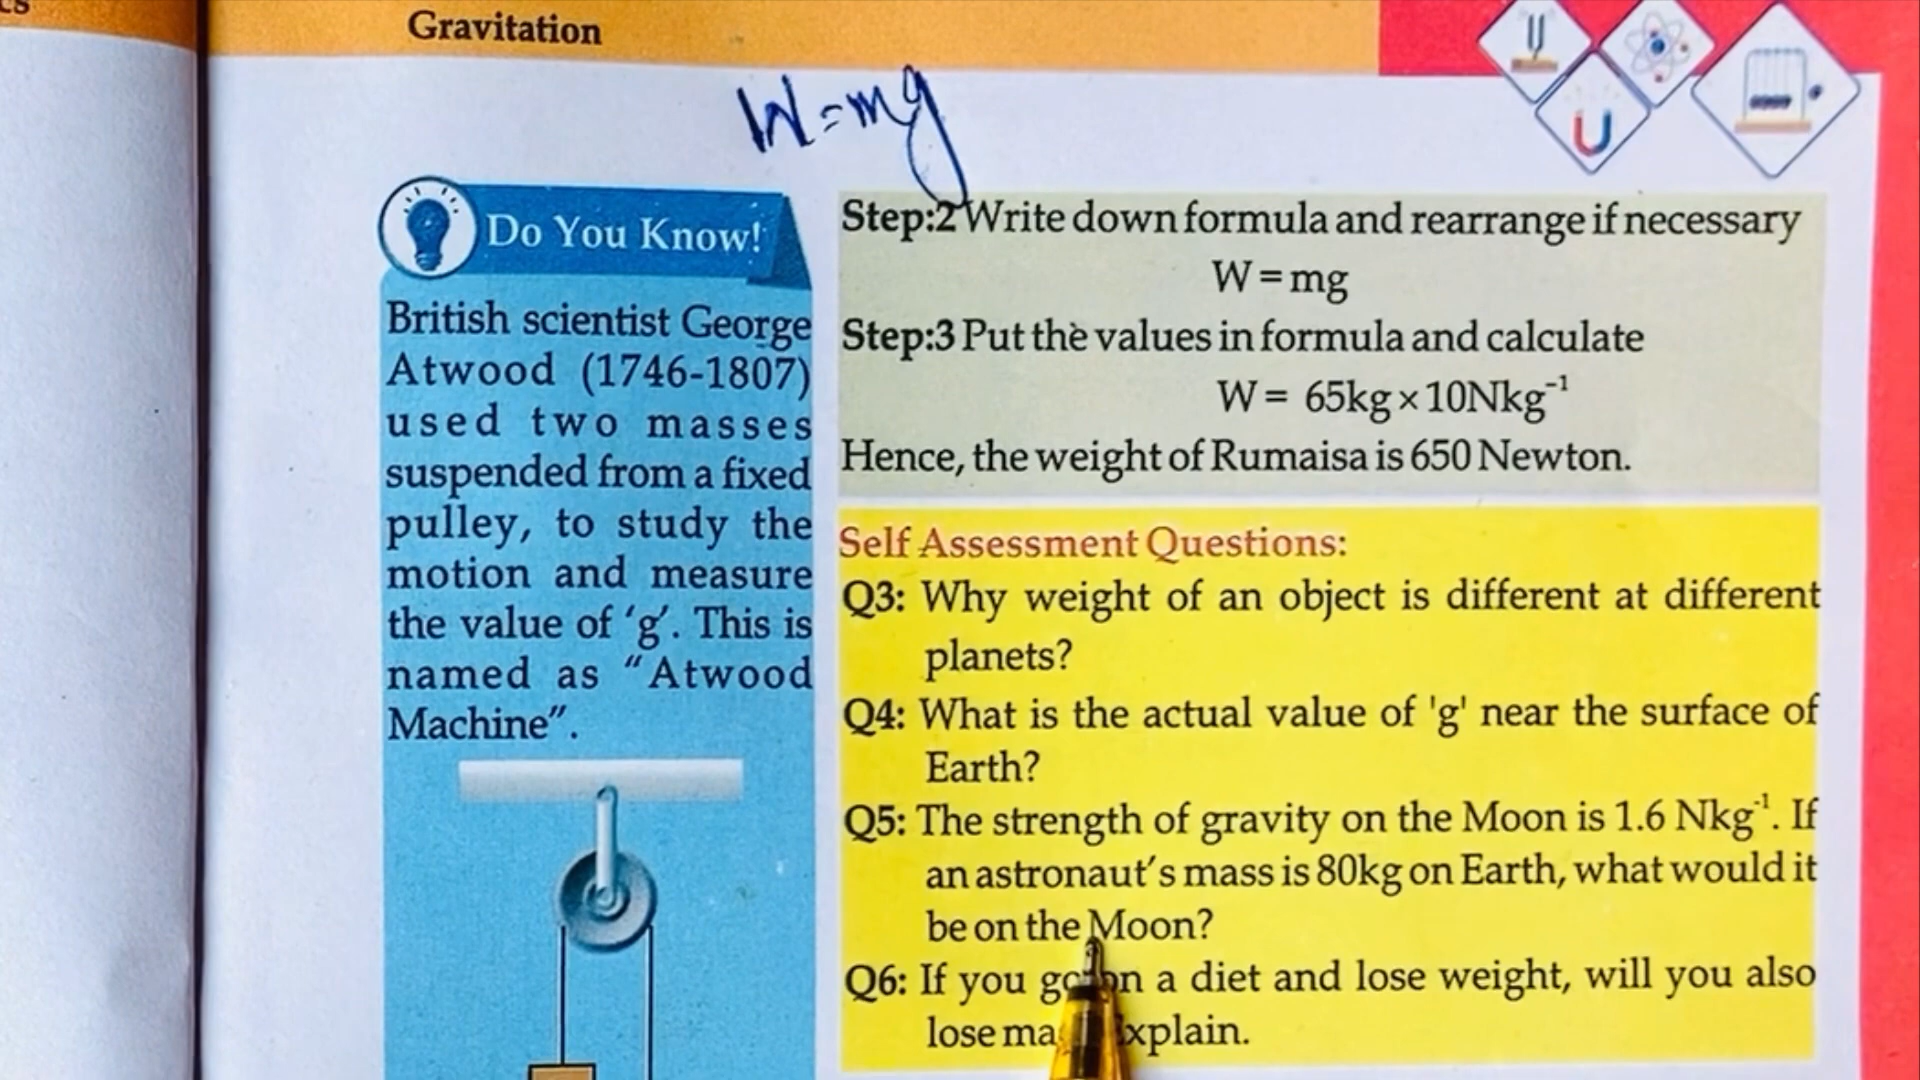 cs
Gravitation
W=mg
Do You Know!
British scientist George
Atwood (1746-1807)
used two masses
suspended from a fixed
pulley, to study the
motion and measure
the value of ‘g’. This is
named as “Atwood
Machine”.
Step:2 Write down formula and rearrange if necessary
W = mg
Step:3 Put the values in formula and calculate
W = 65kg × 10Nkg⁻¹
Hence, the weight of Rumaisa is 650 Newton.
Self Assessment Questions:
Q3: Why weight of an object is different at different
planets?
Q4: What is the actual value of 'g' near the surface of
Earth?
Q5: The strength of gravity on the Moon is 1.6 Nkg⁻¹. If
an astronaut’s mass is 80kg on Earth, what would it
be on the Moon?
Q6: If you go on a diet and lose weight, will you also
lose